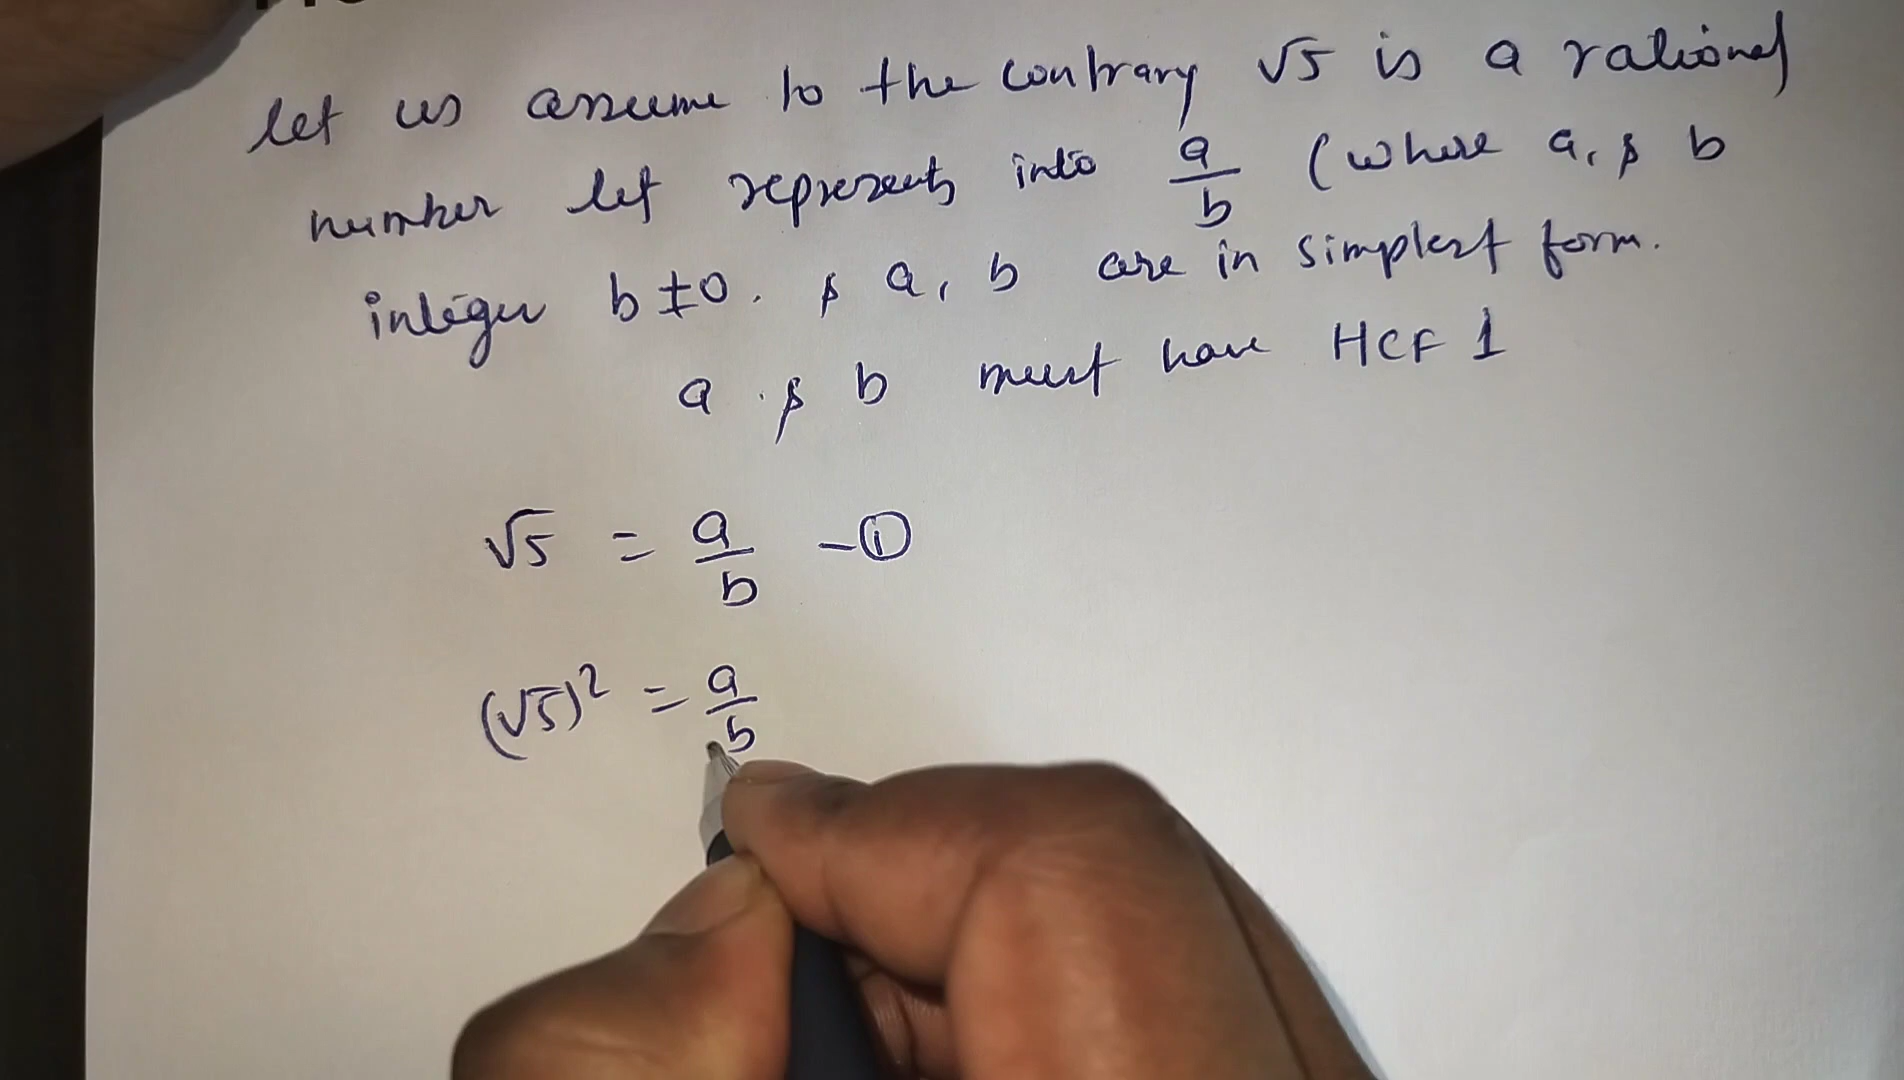 let us assume to the contrary √5 is a rational
number let represents into a/b (where a, & b
integer b ≠ 0. & a, b are in simplest form.
a & b must have HCF 1
√5 = a/b - ①
(√5)² = a/b